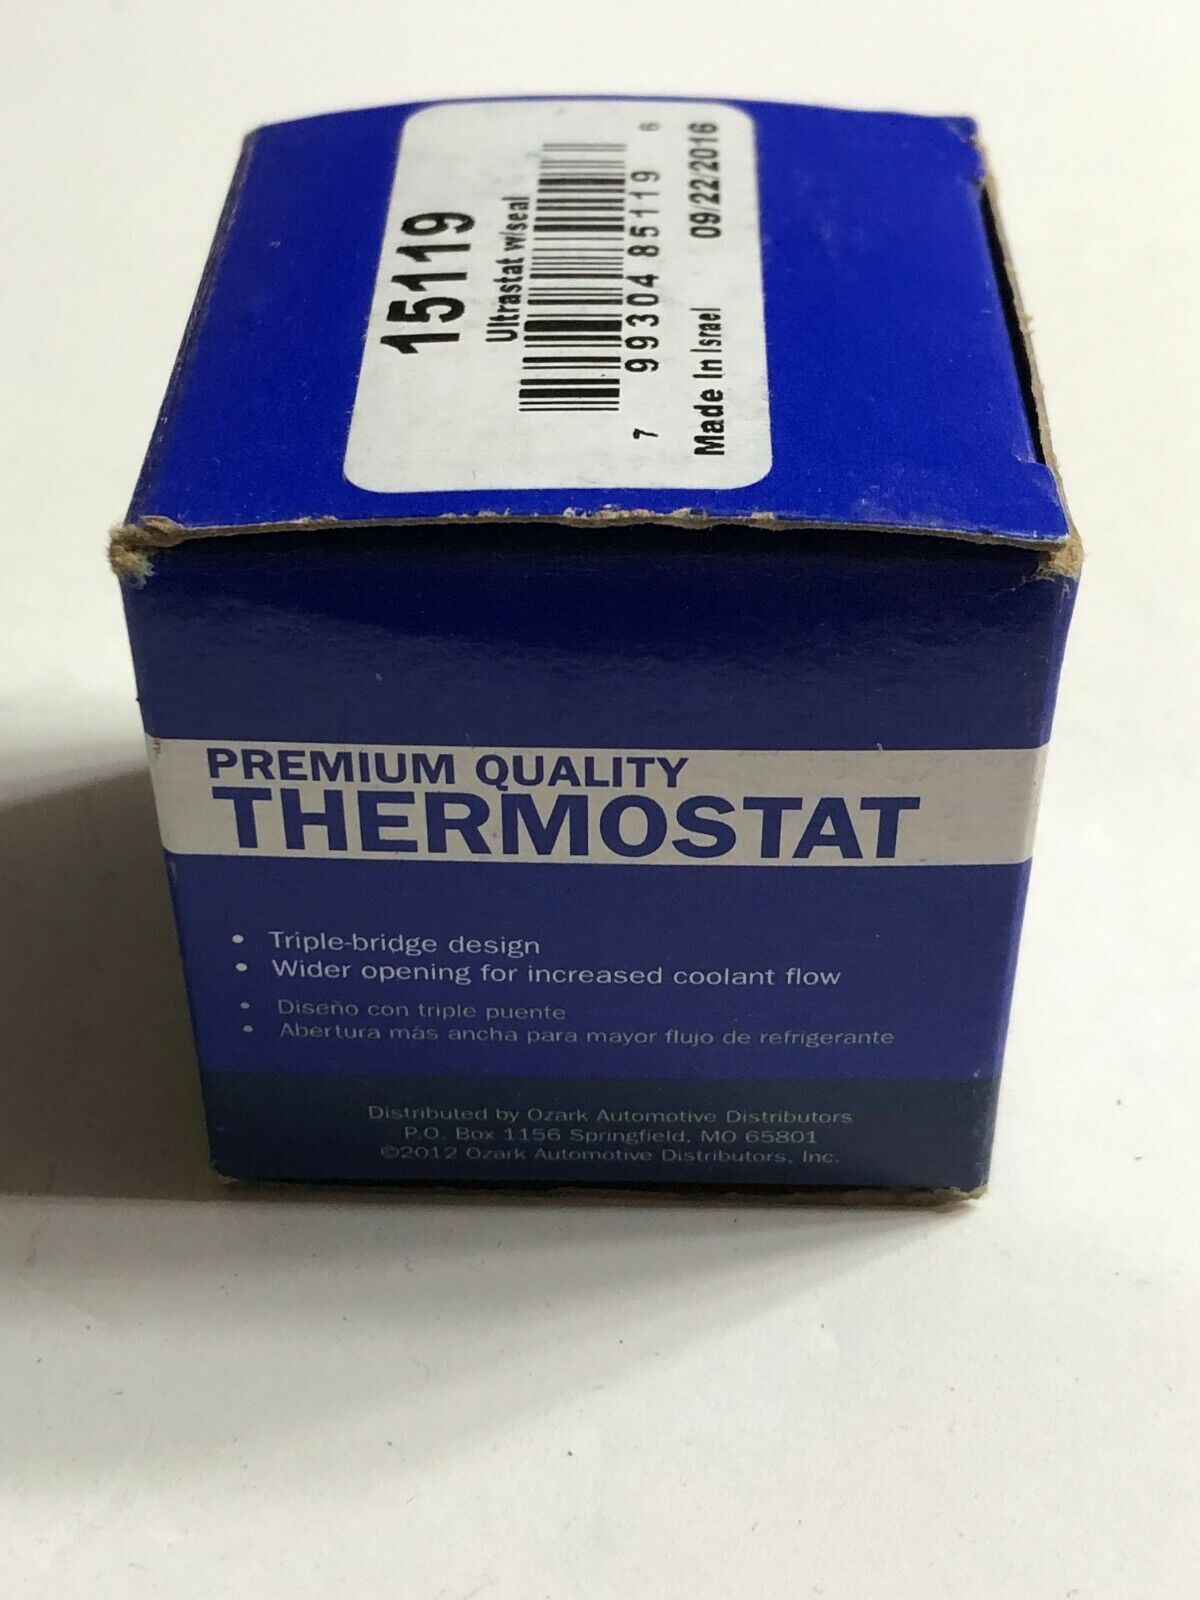 15119
Ultrastat w/seal
7 99304 85119 6
Made In Israel 09/22/2016
PREMIUM QUALITY
THERMOSTAT
• Triple-bridge design
• Wider opening for increased coolant flow
• Diseño con triple puente
• Abertura más ancha para mayor flujo de refrigerante
Distributed by Ozark Automotive Distributors
P.O. Box 1156 Springfield, MO 65801
©2012 Ozark Automotive Distributors, Inc.